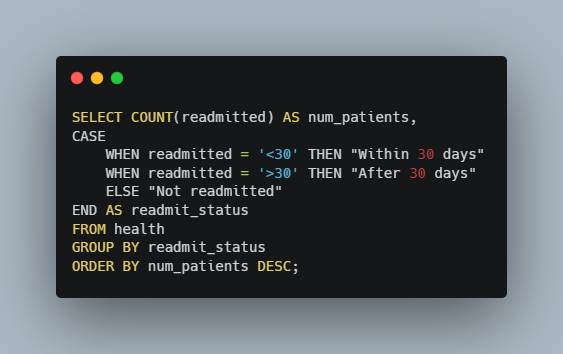 SELECT COUNT(readmitted) AS num_patients,
CASE
    WHEN readmitted = '<30' THEN "Within 30 days"
    WHEN readmitted = '>30' THEN "After 30 days"
    ELSE "Not readmitted"
END AS readmit_status
FROM health
GROUP BY readmit_status
ORDER BY num_patients DESC;